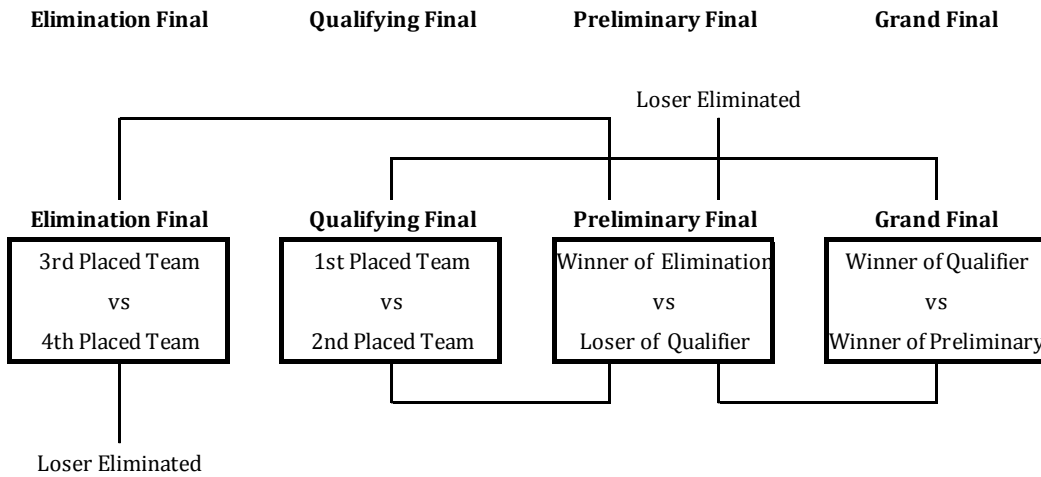 Elimination Final Qualifying Final Preliminary Final Grand Final
Loser Eliminated
Elimination Final Qualifying Final Preliminary Final Grand Final
3rd Placed Team 1st Placed Team Winner of Elimination Winner of Qualifier
vs vs vs vs
4th Placed Team 2nd Placed Team Loser of Qualifier Winner of Preliminary
Loser Eliminated